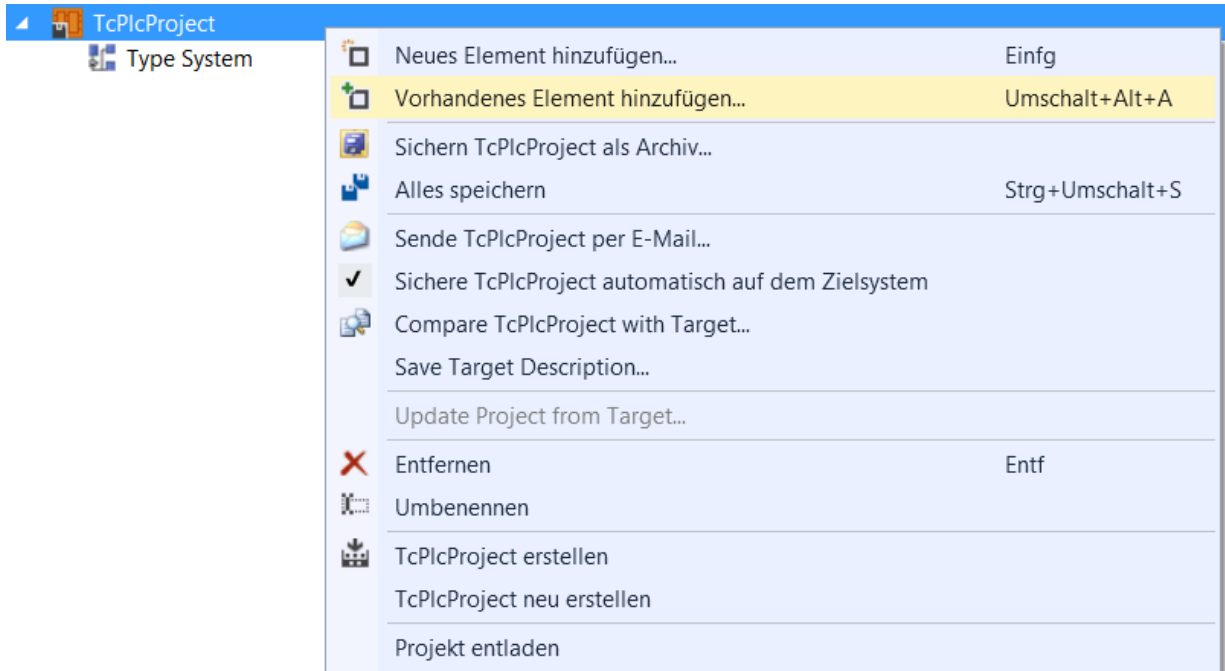 TcPlcProject
Type System
Neues Element hinzufügen... Einfg
Vorhandenes Element hinzufügen... Umschalt+Alt+A
Sichern TcPlcProject als Archiv...
Alles speichern Strg+Umschalt+S
Sende TcPlcProject per E-Mail...
Sichere TcPlcProject automatisch auf dem Zielsystem
Compare TcPlcProject with Target...
Save Target Description...
Update Project from Target...
Entfernen Entf
Umbenennen
TcPlcProject erstellen
TcPlcProject neu erstellen
Projekt entladen